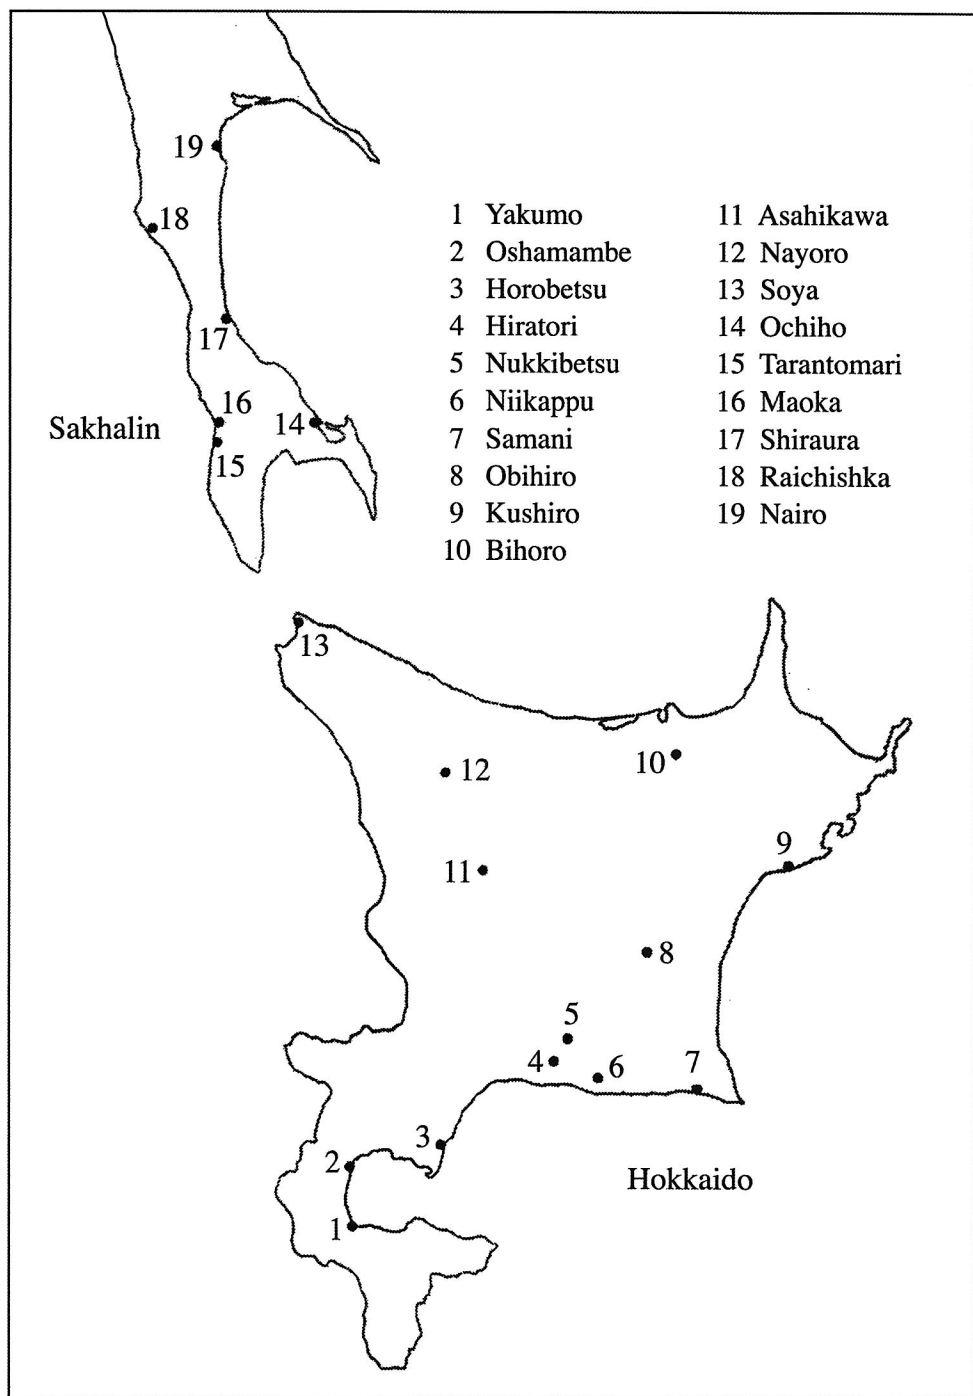 19
18
17
16
Sakhalin
14
15
1 Yakumo
2 Oshamambe
3 Horobetsu
4 Hiratori
5 Nukkibetsu
6 Niikappu
7 Samani
8 Obihiro
9 Kushiro
10 Bihoro
11 Asahikawa
12 Nayoro
13 Soya
14 Ochiho
15 Tarantomari
16 Maoka
17 Shiraura
18 Raichishka
19 Nairo
13
12
10
9
11
8
5
4
6
7
3
2
Hokkaido
1